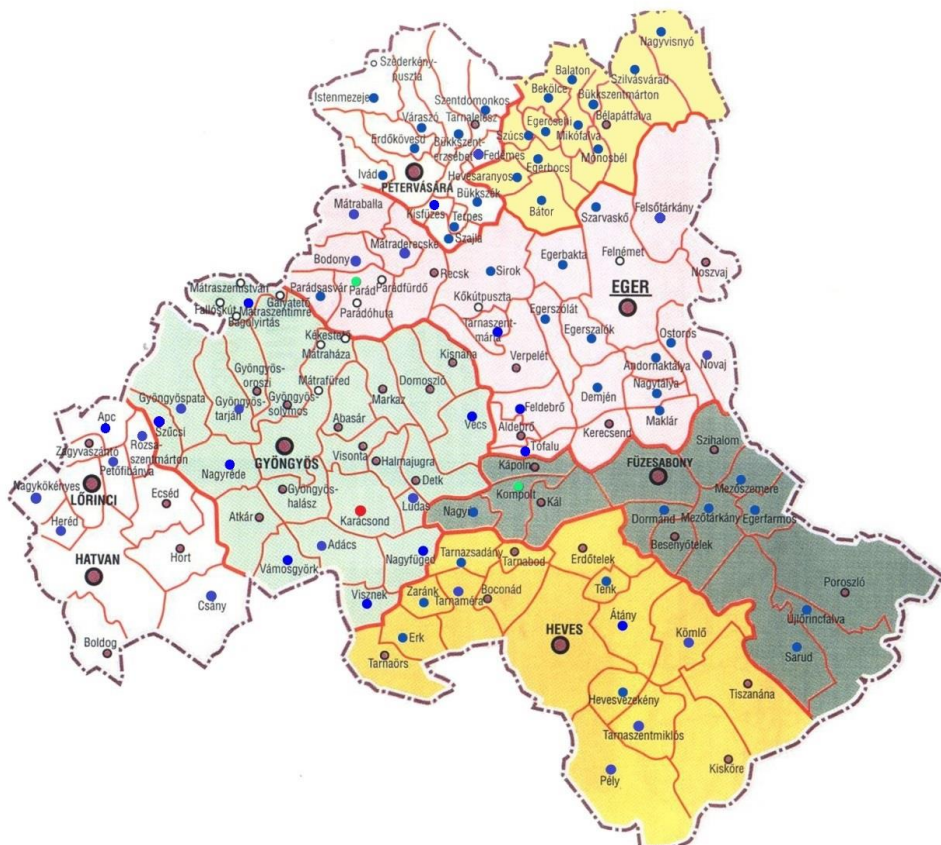 Nagyvisnyó
Szederkény-
puszta
Balaton
Szilvásvárad
Bekölce
Bükkszentmárton
Istenmezeje
Szentdomonkos
Bélapátfalva
Tarnalelesz
Váraszó
Egercsehi
Szúcs
Mikófalva
Erdőkövesd
Bükkszent-
erzsébet
Fedémes
Mónosbél
Egerbocs
Ivád
Hevesaranyos
PÉTERVÁSÁRA
Bükkszék
Mátraballa
Kisfüzes
Bátor
Szarvaskő
Felsőtárkány
Terpes
Szajla
Mátraderecske
Bodony
Felnémet
Egerbakta
Noszvaj
Recsk
Sirok
Mátraszentistván
Parádsasvár
Parád
Parádfürdő
Galyatető
Fallóskút
Mátraszentimre
Bagolyirtás
Parádóhuta
Kőkútpuszta
EGER
Egerszólát
Tarnaszent-
mária
Egerszalók
Ostoros
Kékestető
Mátraháza
Kisnána
Verpelét
Andornaktálya
Novaj
Gyöngyös-
oroszi
Mátrafüred
Domoszló
Markaz
Nagytálya
Demjén
Gyöngyöspata
Gyöngyös-
tarján
Gyöngyös-
solymos
Feldebrő
Maklár
Apc
Abasár
Vécs
Aldebrő
Kerecsend
Szűcsi
Rózsa-
szentmárton
Zagyvaszántó
Petőfibánya
GYÖNGYÖS
Visonta
Halmajugra
Tófalu
Szihalom
Nagyréde
Kápolna
FÜZESABONY
LŐRINCI
Detk
Mezőszemere
Nagykökényes
Ecséd
Gyöngyös-
halász
Ludas
Kompolt
Kál
Heréd
Atkár
Karácsond
Nagyút
Dormánd
Mezőtárkány
Egerfarmos
Besenyőtelek
Hort
Adács
Nagyfüged
Tarnazsadány
Tarnabod
Erdőtelek
HATVAN
Vámosgyörk
Tenk
Poroszló
Zaránk
Tarnaméra
Boconád
Csány
Visznek
Átány
Újlőrincfalva
HEVES
Kömlő
Boldog
Erk
Sarud
Tarnaörs
Tiszanána
Hevesvezekény
Tarnaszentmiklós
Pély
Kisköre